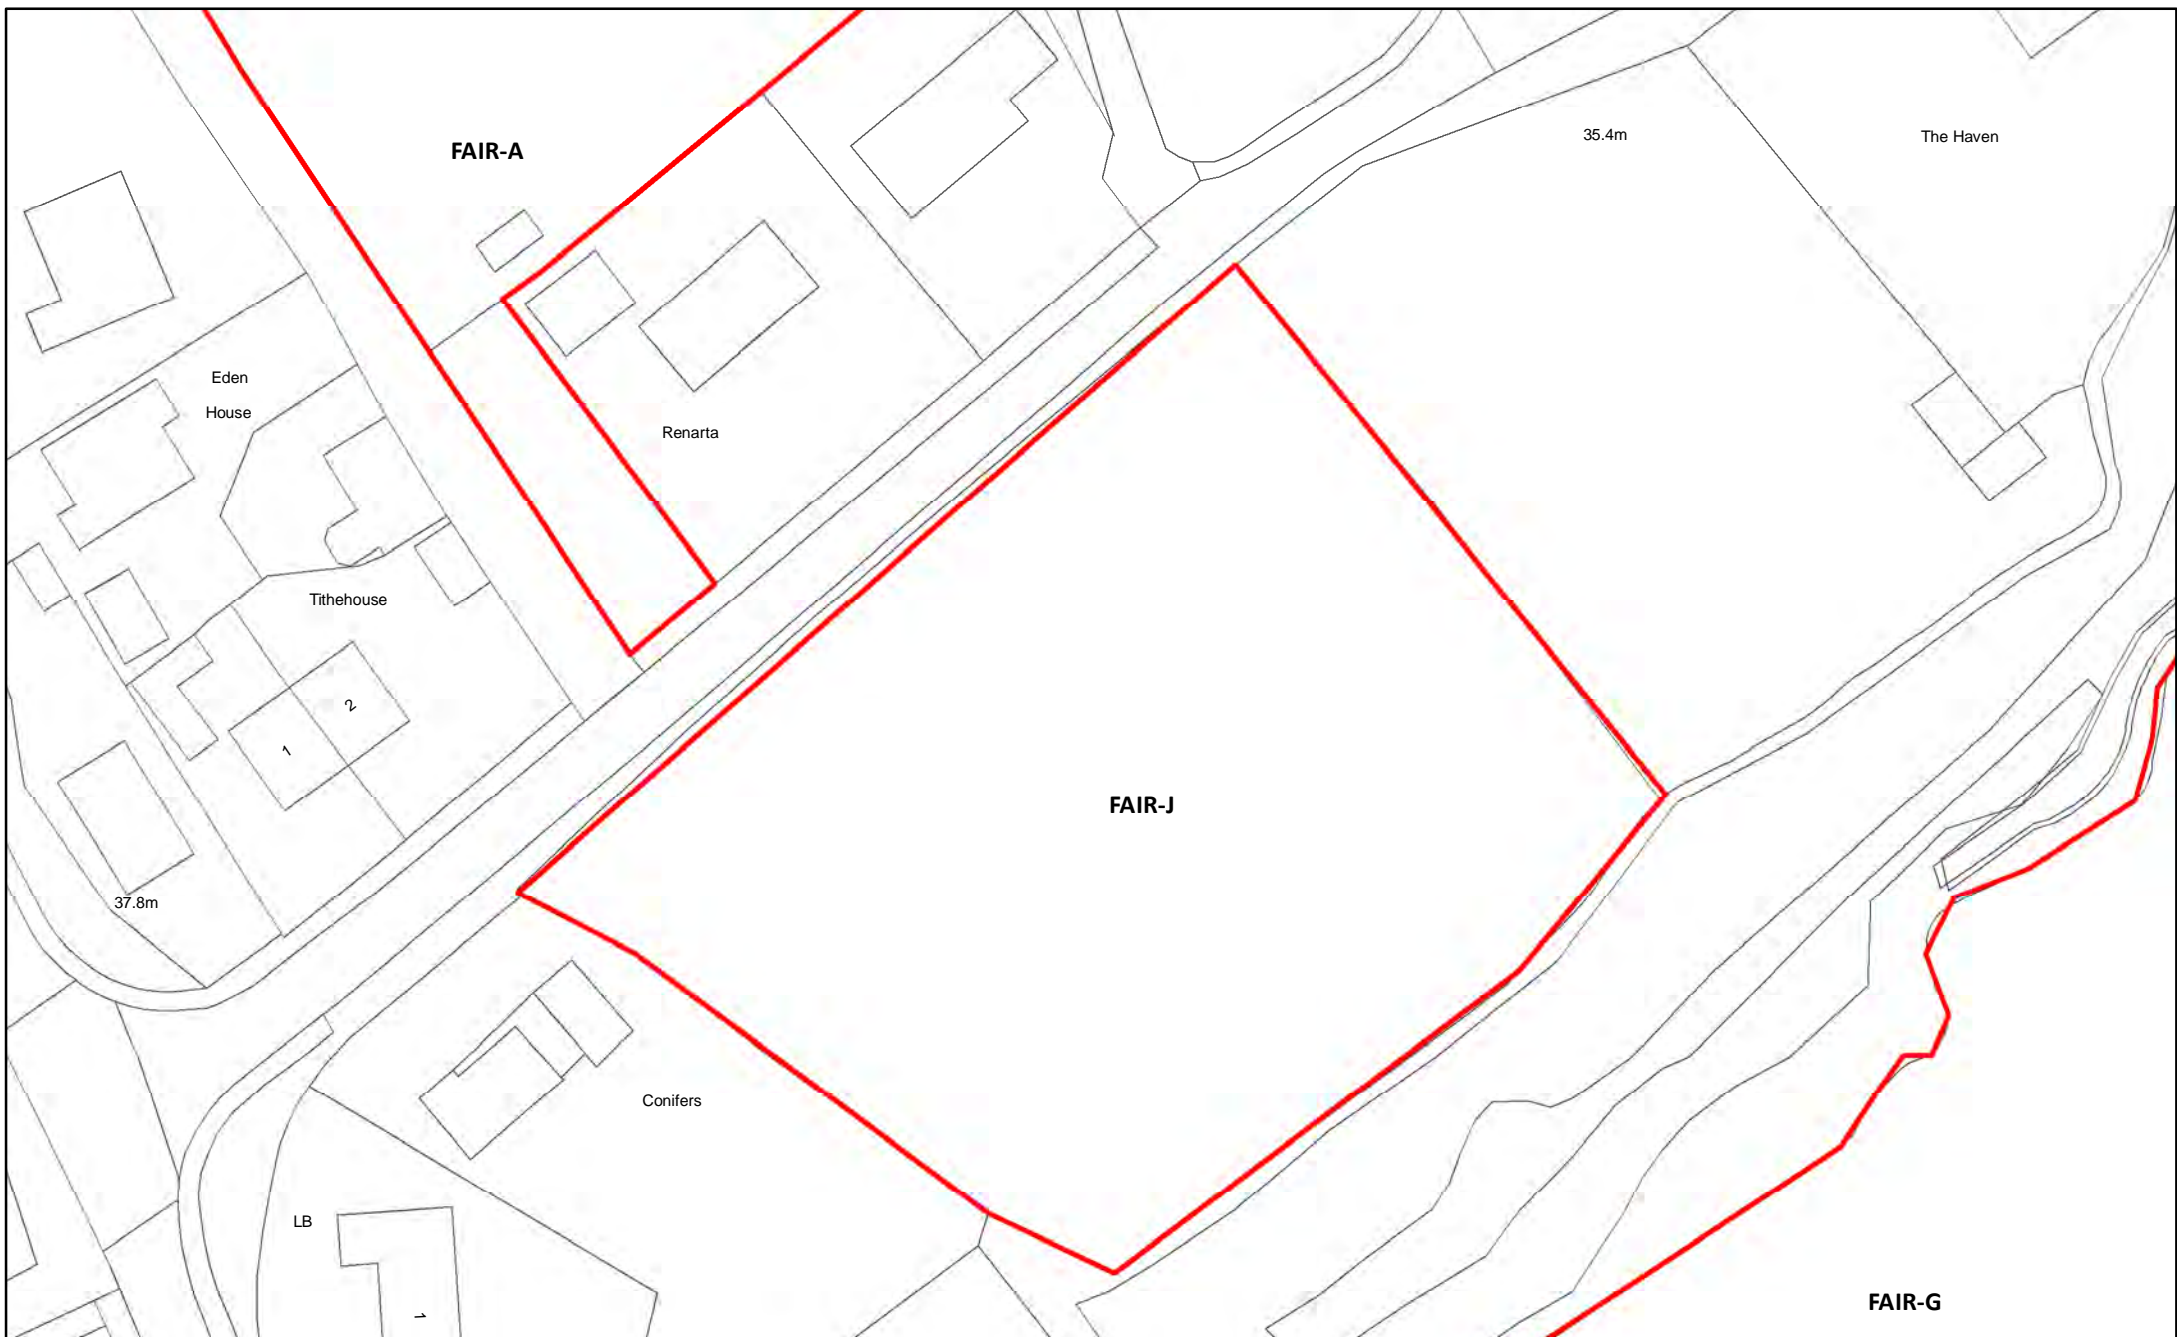 FAIR-A
35.4m
The Haven
Eden
House
Renarta
Tithehouse
2
1
FAIR-J
37.8m
Conifers
LB
1
FAIR-G